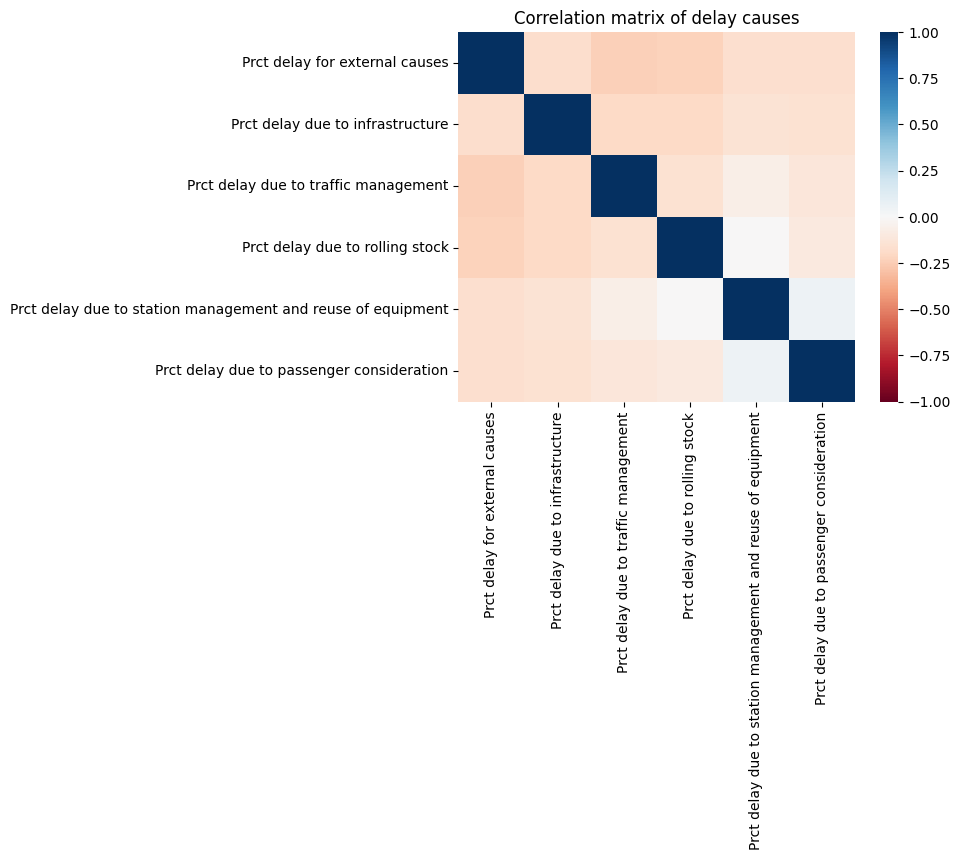 Correlation matrix of delay causes
Prct delay for external causes
Prct delay due to infrastructure
Prct delay due to traffic management
Prct delay due to rolling stock
Prct delay due to station management and reuse of equipment
Prct delay due to passenger consideration
1.00
0.75
0.50
0.25
0.00
−0.25
−0.50
−0.75
−1.00
Prct delay for external causes
Prct delay due to infrastructure
Prct delay due to traffic management
Prct delay due to rolling stock
Prct delay due to station management and reuse of equipment
Prct delay due to passenger consideration